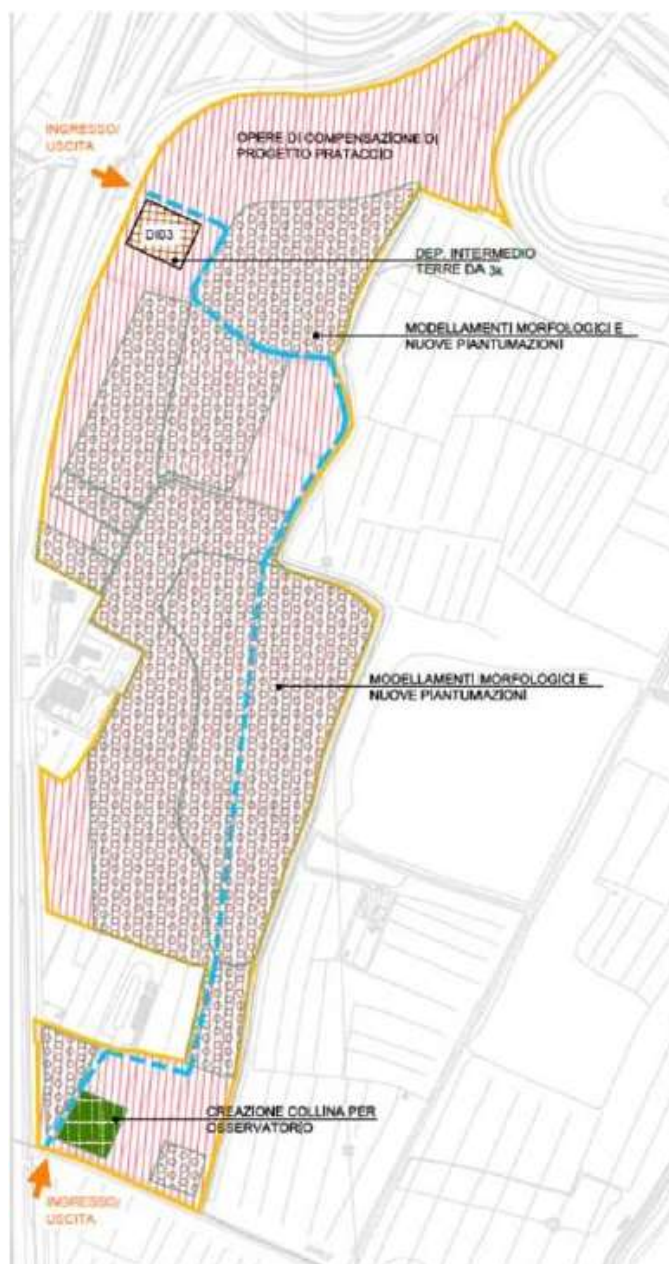 OPERE DI COMPENSAZIONE DI
PROGETTO PRATACCIO
INGRESSO/
USCITA
DI03
DEP. INTERMEDIO
TERRE DA 3k
MODELLAMENTI MORFOLOGICI E
NUOVE PIANTUMAZIONI
MODELLAMENTI MORFOLOGICI E
NUOVE PIANTUMAZIONI
CREAZIONE COLLINA PER
OSSERVATORIO
INGRESSO/
USCITA